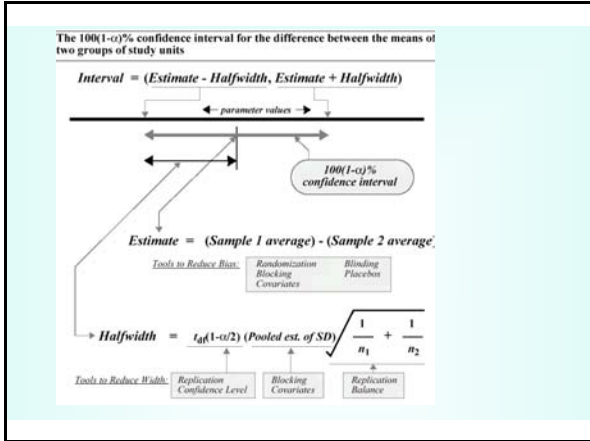 The 100(1-α)% confidence interval for the difference between the means of
two groups of study units
Interval = (Estimate - Halfwidth, Estimate + Halfwidth)
parameter values
100(1-α)%
confidence interval
Estimate = (Sample 1 average) - (Sample 2 average)
Tools to Reduce Bias: Randomization Blinding
Blocking Placebos
Covariates
Halfwidth = t_df(1-α/2) (Pooled est. of SD) √ 1/n₁ + 1/n₂
Tools to Reduce Width: Replication Blocking Replication
Confidence Level Covariates Balance